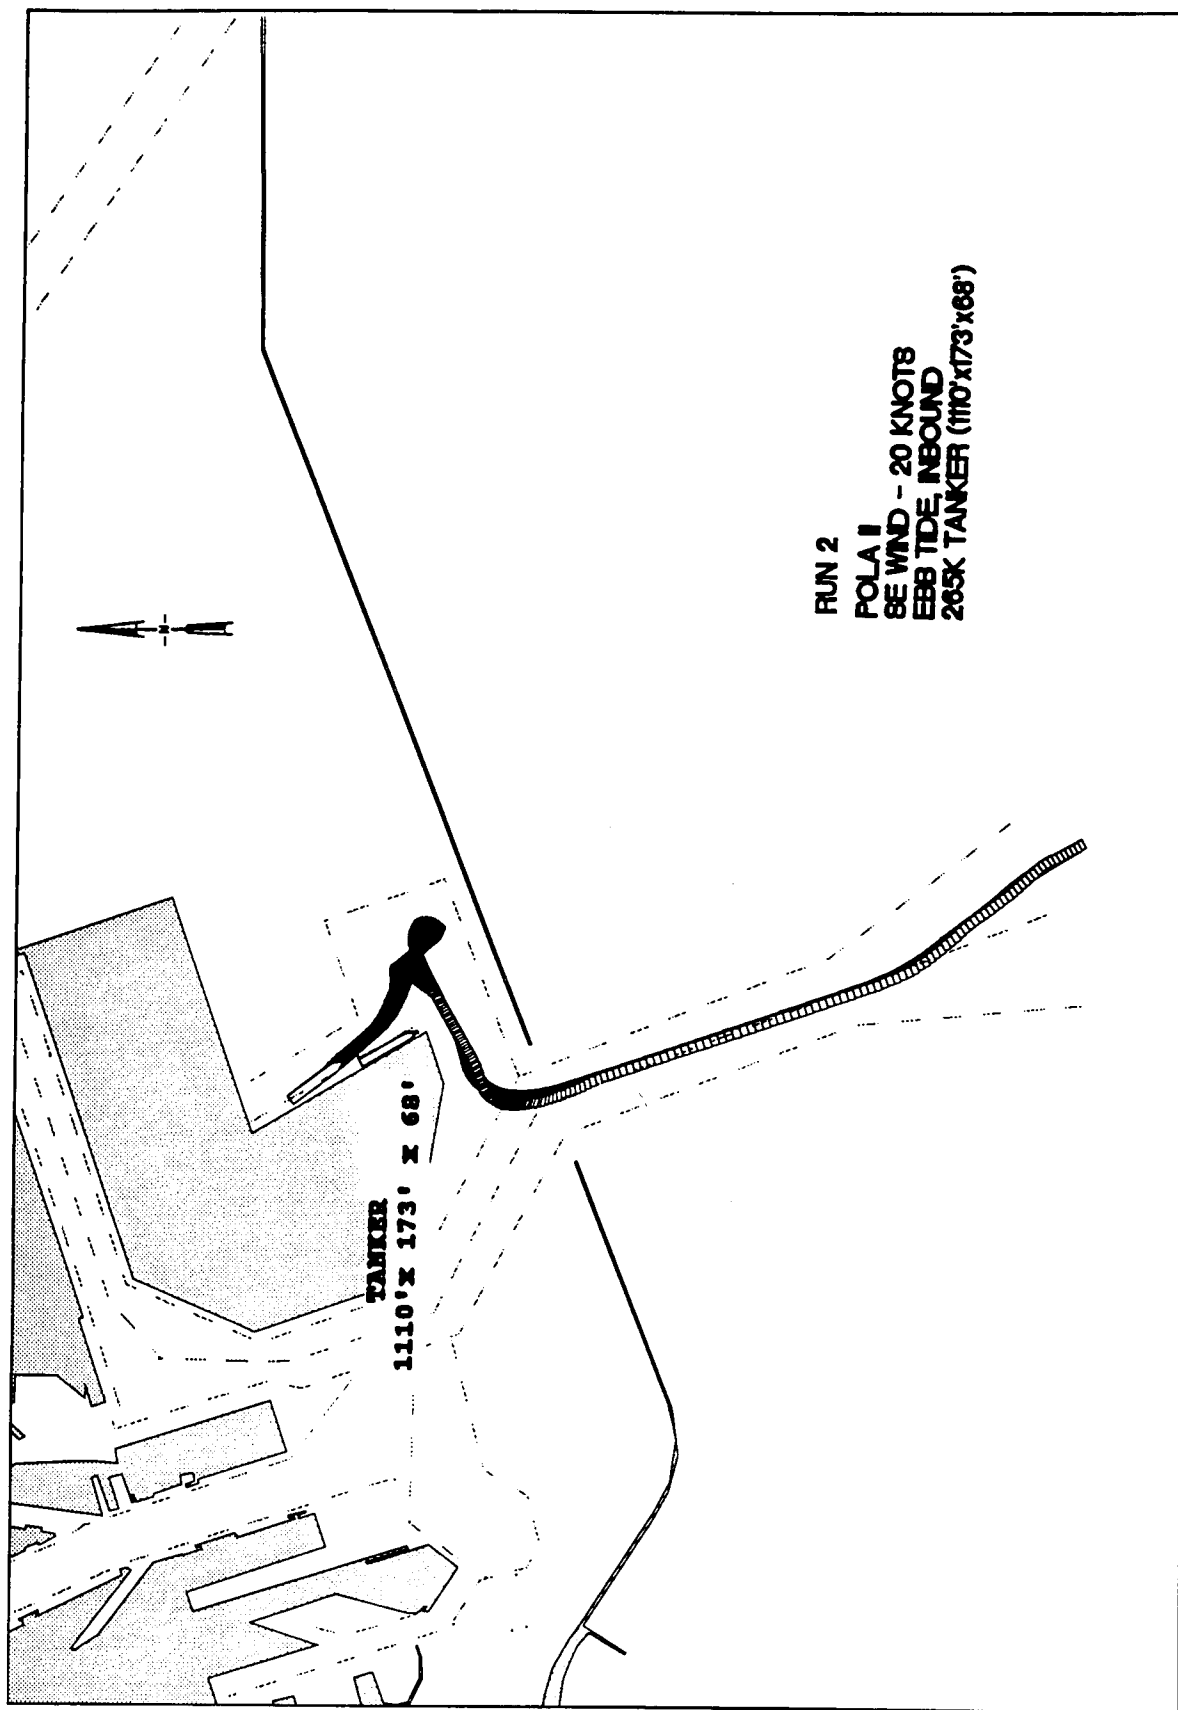 N
TANKER
1110' X 173' X 68'
RUN 2
POLA II
SE WIND - 20 KNOTS
EBB TIDE, INBOUND
265K TANKER (1110'x173'x68')